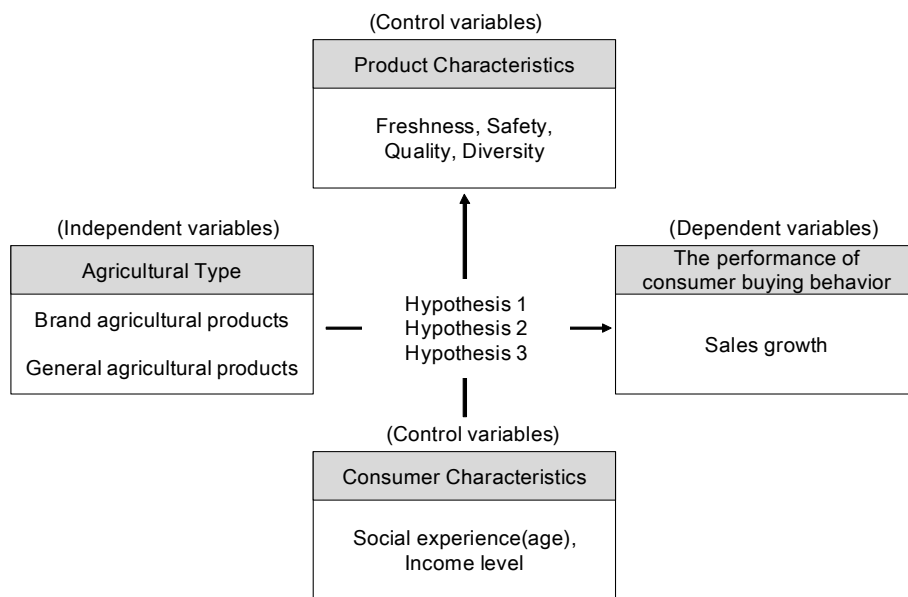 (Control variables)
Product Characteristics
Freshness, Safety,
Quality, Diversity
(Independent variables)
Agricultural Type
Brand agricultural products
General agricultural products
Hypothesis 1
Hypothesis 2
Hypothesis 3
(Dependent variables)
The performance of
consumer buying behavior
Sales growth
(Control variables)
Consumer Characteristics
Social experience(age),
Income level